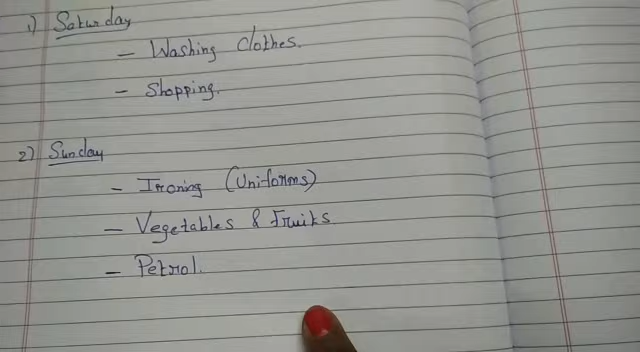 1) Saturday
- Washing Clothes.
- Shopping.
2) Sunday
- Ironing (Uniforms)
- Vegetables & Fruits
- Petrol.